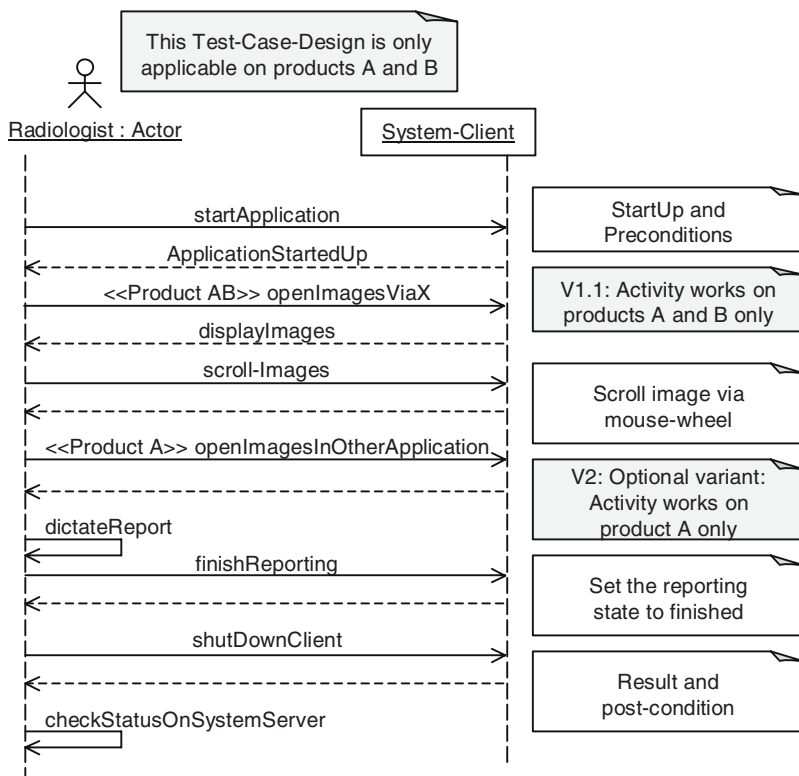 This Test-Case-Design is only
applicable on products A and B
Radiologist : Actor
System-Client
startApplication
StartUp and
Preconditions
ApplicationStartedUp
<<Product AB>> openImagesViaX
V1.1: Activity works on
products A and B only
displayImages
scroll-Images
Scroll image via
mouse-wheel
<<Product A>> openImagesInOtherApplication
V2: Optional variant:
Activity works on
product A only
dictateReport
finishReporting
Set the reporting
state to finished
shutDownClient
Result and
post-condition
checkStatusOnSystemServer